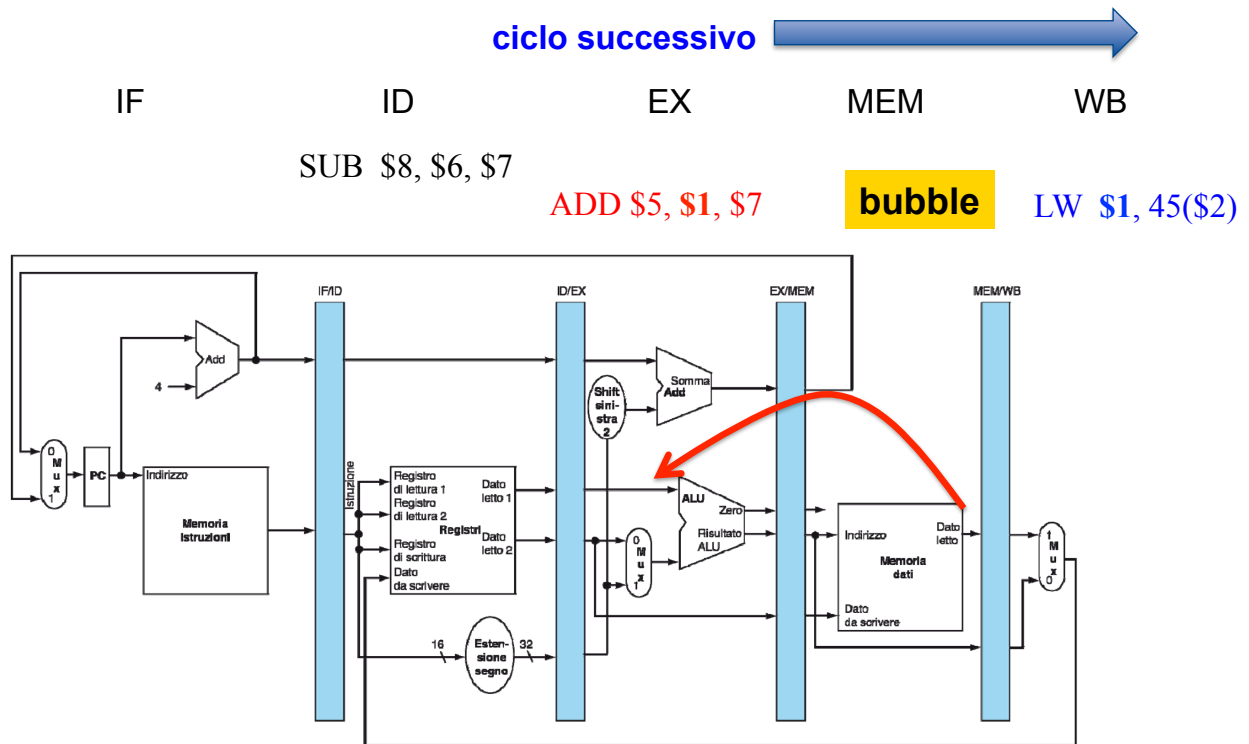 ciclo successivo
IF ID EX MEM WB
SUB $8, $6, $7
ADD $5, $1, $7
bubble
LW $1, 45($2)
IF/ID
ID/EX
EX/MEM
MEM/WB
Add
4
Shift
sini-
stra
2
Somma
Add
0
M
u
x
1
PC
Indirizzo
Memoria
Istruzioni
Istruzione
Registro
di lettura 1
Registro
di lettura 2
Registri
Registro
di scrittura
Dato
da scrivere
Dato
letto 1
Dato
letto 2
0
M
u
x
1
ALU
Zero
Risultato
ALU
Indirizzo
Dato
letto
Memoria
dati
Dato
da scrivere
1
M
u
x
0
16
Esten-
sione
segno
32